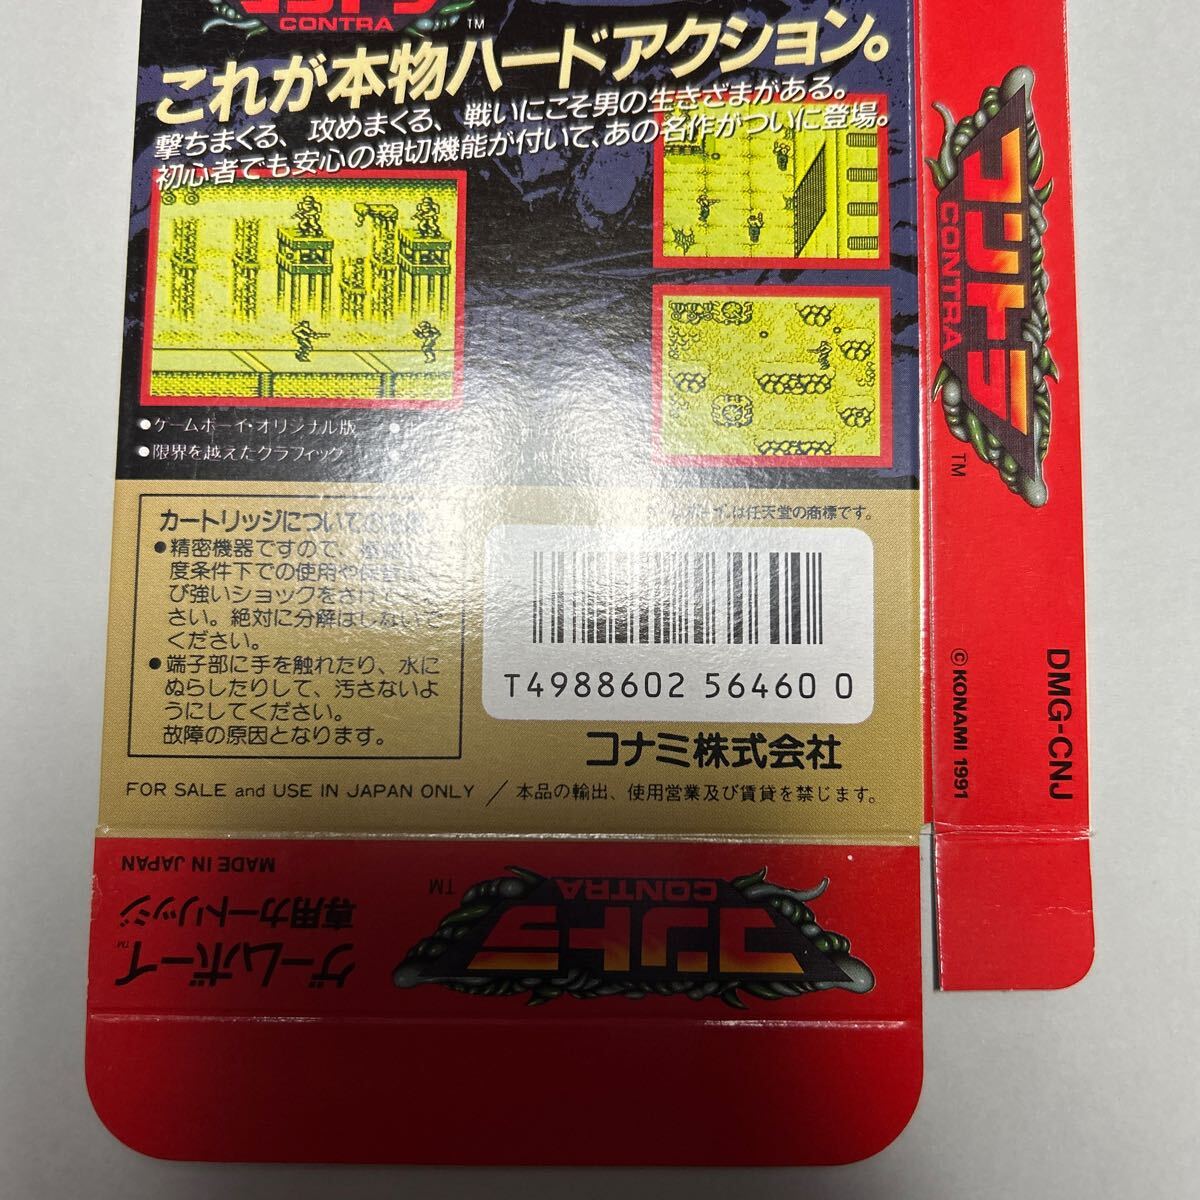 コントラ
CONTRA
TM
これが本物ハードアクション。
撃ちまくる、攻めまくる、戦いにこそ男の生きざまがある。
初心者でも安心の親切機能が付いて、あの名作がついに登場。
●ゲームボーイ・オリジナル版
●限界を越えたグラフィック
カートリッジについての
●精密機器ですので、
度条件下での使用や保管
び強いショックをさけ
さい。絶対に分解はしないで
ください。
●端子部に手を触れたり、水に
ぬらしたりして、汚さないよ
うにしてください。
故障の原因となります。
は任天堂の商標です。
T4988602 56460 0
コナミ株式会社
FOR SALE and USE IN JAPAN ONLY / 本品の輸出、使用営業及び賃貸を禁じます。
MADE IN JAPAN
ゲームボーイ™
専用カートリッジ
コントラ
CONTRA
TM
コントラ
CONTRA
TM
DMG-CNJ
© KONAMI 1991